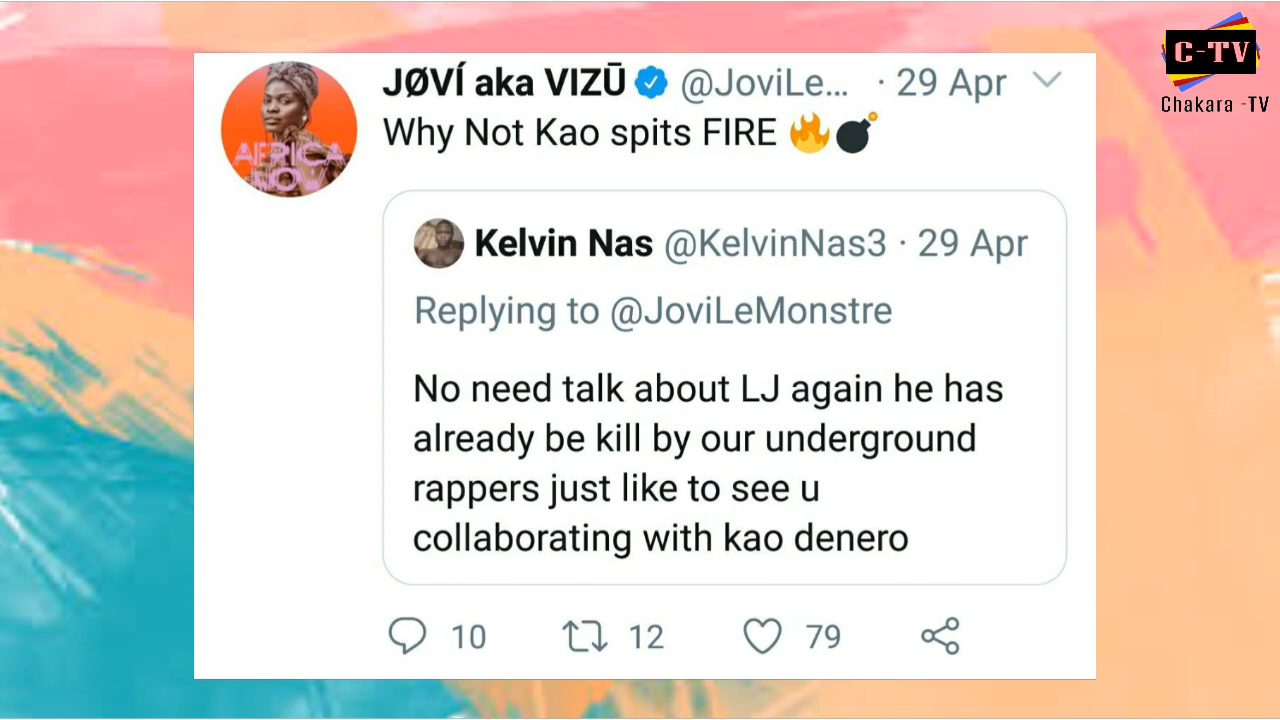 C-TV
Chakara -TV
JØVÍ aka VIZŪ @JoviLe... · 29 Apr
Why Not Kao spits FIRE 🔥💣
AFRICA
NOW
Kelvin Nas @KelvinNas3 · 29 Apr
Replying to @JoviLeMonstre
No need talk about LJ again he has
already be kill by our underground
rappers just like to see u
collaborating with kao denero
10 12 79